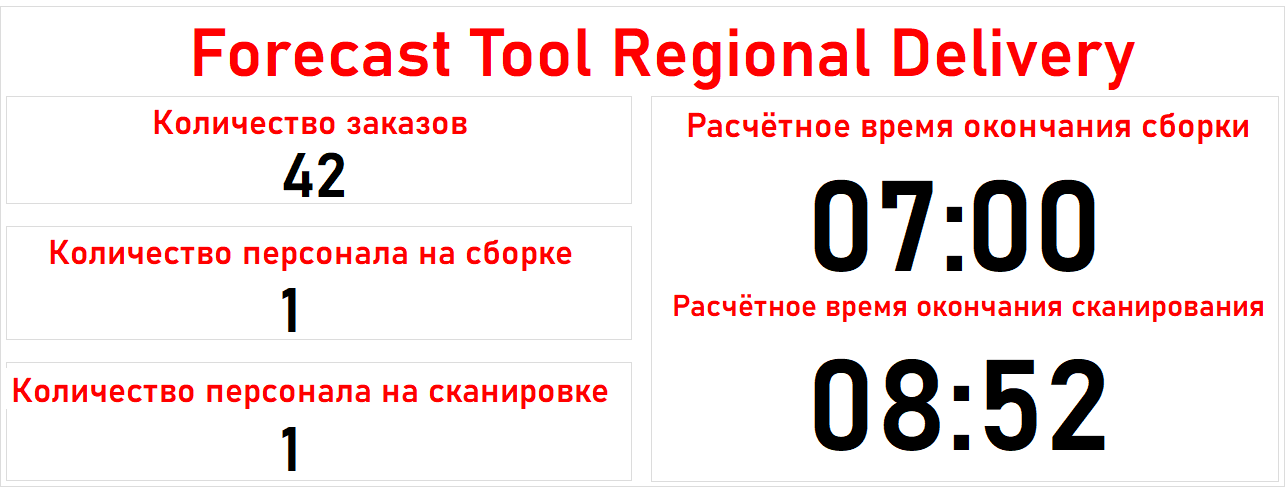 Forecast Tool Regional Delivery
Количество заказов
42
Количество персонала на сборке
1
Количество персонала на сканировке
1
Расчётное время окончания сборки
07:00
Расчётное время окончания сканирования
08:52